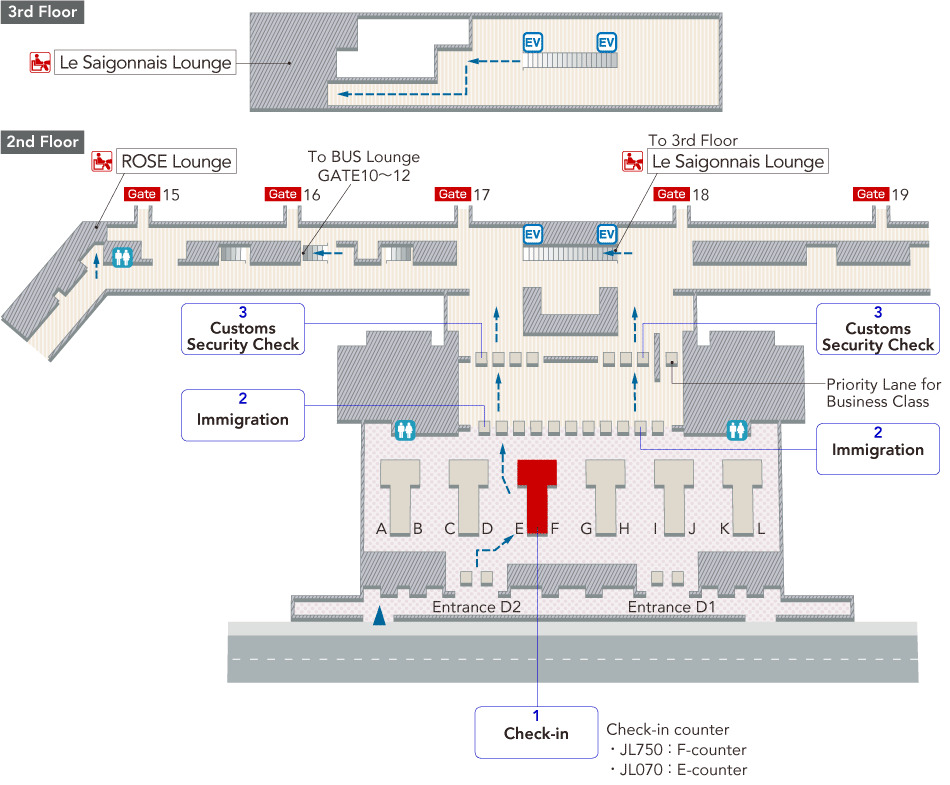 3rd Floor
Le Saigonnais Lounge
EV EV
2nd Floor
ROSE Lounge
To BUS Lounge
GATE10～12
To 3rd Floor
Le Saigonnais Lounge
Gate 15
Gate 16
Gate 17
Gate 18
Gate 19
EV EV
3
Customs
Security Check
3
Customs
Security Check
Priority Lane for
Business Class
2
Immigration
2
Immigration
A B C D E F G H I J K L
Entrance D2
Entrance D1
1
Check-in
Check-in counter
・JL750：F-counter
・JL070：E-counter